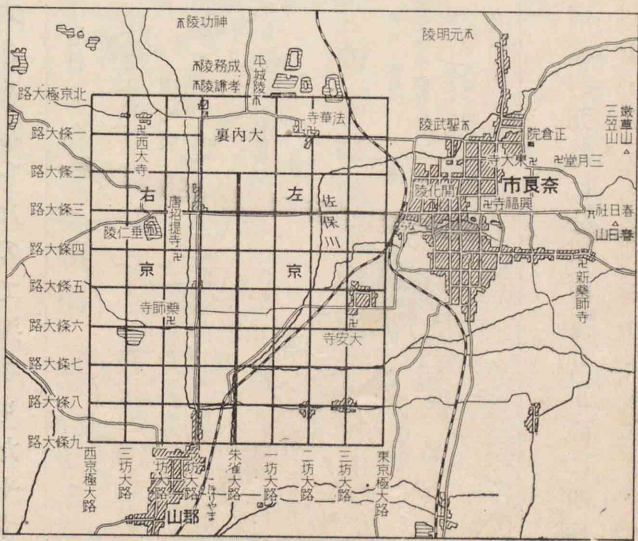 神功陵
元明陵
成務陵
孝謙陵
平城陵
北京極大路
一條大路
二條大路
三條大路
四條大路
五條大路
六條大路
七條大路
八條大路
九條大路
大内裏
法華寺
聖武陵
正倉院
嫩草山
三笠山
西大寺
東大寺
三月堂
奈良市
開化陵
興福寺
春日社
春日山
新藥師寺
右京
左京
佐保川
唐招提寺
垂仁陵
藥師寺
大安寺
西京極大路
三坊大路
坊大路
坊大路
朱雀大路
一坊大路
二坊大路
三坊大路
東京極大路
郡山